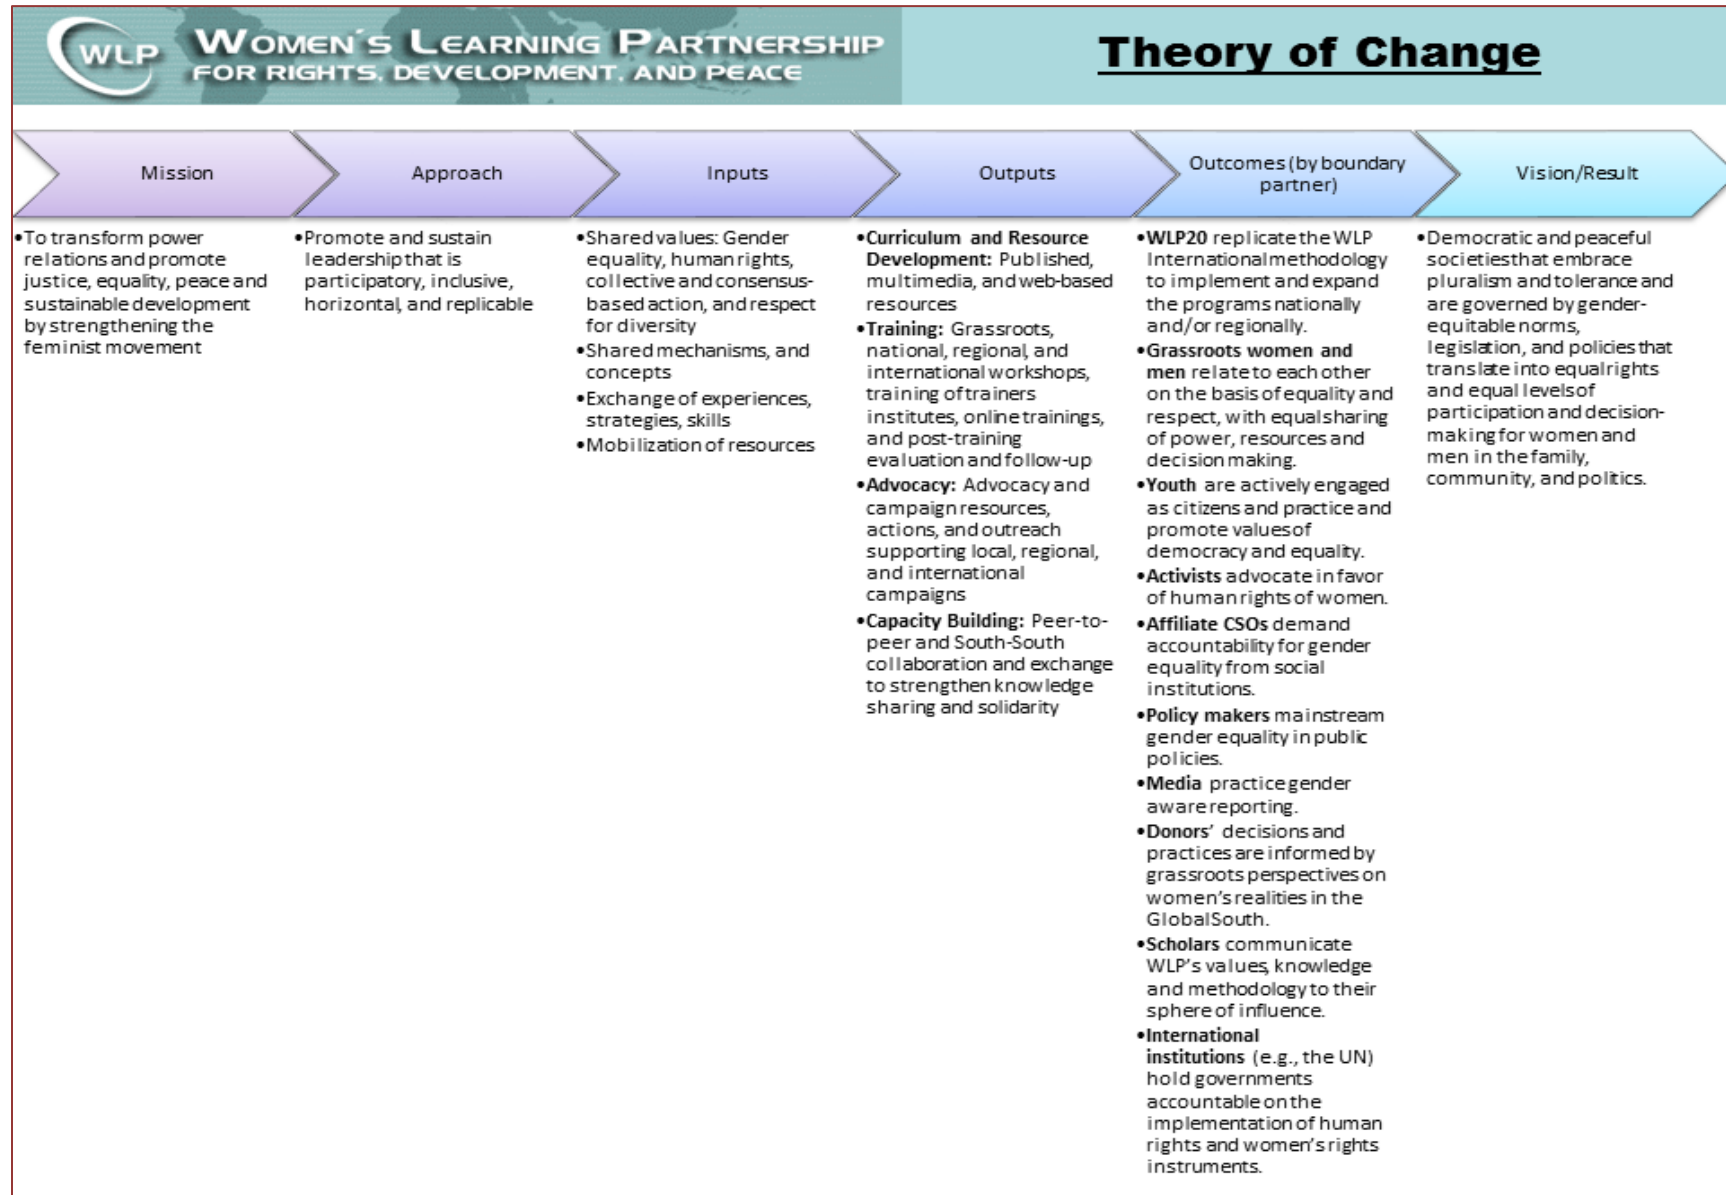 WLP
WOMEN´S LEARNING PARTNERSHIP
FOR RIGHTS, DEVELOPMENT, AND PEACE
Theory of Change
Mission
Approach
Inputs
Outputs
Outcomes (by boundary
partner)
Vision/Result
•To transform power
relations and promote
justice, equality, peace and
sustainable development
by strengthening the
feminist movement
•Promote and sustain
leadership that is
participatory, inclusive,
horizontal, and replicable
•Shared values: Gender
equality, human rights,
collective and consensus-
based action, and respect
for diversity
•Shared mechanisms, and
concepts
•Exchange of experiences,
strategies, skills
•Mobilization of resources
•Curriculum and Resource
Development: Published,
multimedia, and web-based
resources
•Training: Grassroots,
national, regional, and
international workshops,
training of trainers
institutes, online trainings,
and post-training
evaluation and follow-up
•Advocacy: Advocacy and
campaign resources,
actions, and outreach
supporting local, regional,
and international
campaigns
•Capacity Building: Peer-to-
peer and South-South
collaboration and exchange
to strengthen knowledge
sharing and solidarity
•WLP20 replicate the WLP
International methodology
to implement and expand
the programs nationally
and/or regionally.
•Grassroots women and
men relate to each other
on the basis of equality and
respect, with equal sharing
of power, resources and
decision making.
•Youth are actively engaged
as citizens and practice and
promote values of
democracy and equality.
•Activists advocate in favor
of human rights of women.
•Affiliate CSOs demand
accountability for gender
equality from social
institutions.
•Policy makers mainstream
gender equality in public
policies.
•Media practice gender
aware reporting.
•Donors’ decisions and
practices are informed by
grassroots perspectives on
women’s realities in the
Global South.
•Scholars communicate
WLP’s values, knowledge
and methodology to their
sphere of influence.
•International
institutions (e.g., the UN)
hold governments
accountable on the
implementation of human
rights and women’s rights
instruments.
•Democratic and peaceful
societies that embrace
pluralism and tolerance and
are governed by gender-
equitable norms,
legislation, and policies that
translate into equal rights
and equal levels of
participation and decision-
making for women and
men in the family,
community, and politics.